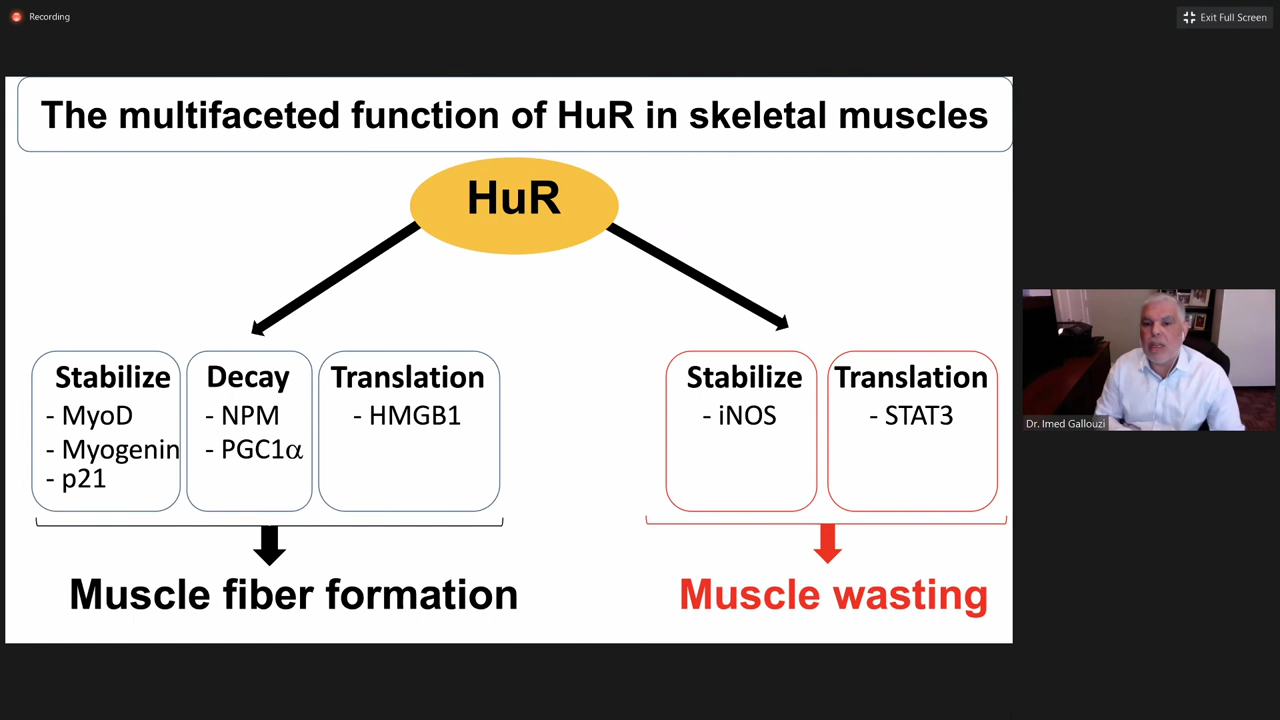 Recording
Exit Full Screen
The multifaceted function of HuR in skeletal muscles
HuR
Stabilize
- MyoD
- Myogenin
- p21
Decay
- NPM
- PGC1α
Translation
- HMGB1
Stabilize
- iNOS
Translation
- STAT3
Muscle fiber formation
Muscle wasting
Dr. Imed Gallouzi